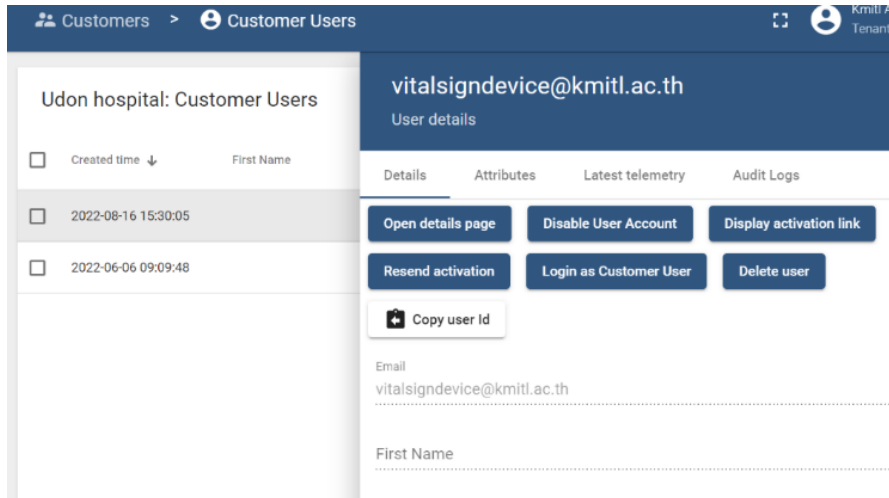 Customers > Customer Users
Kmitl
Tenant
Udon hospital: Customer Users
Created time First Name
2022-08-16 15:30:05
2022-06-06 09:09:48
vitalsigndevice@kmitl.ac.th
User details
Details Attributes Latest telemetry Audit Logs
Open details page Disable User Account Display activation link
Resend activation Login as Customer User Delete user
Copy user Id
Email
vitalsigndevice@kmitl.ac.th
First Name